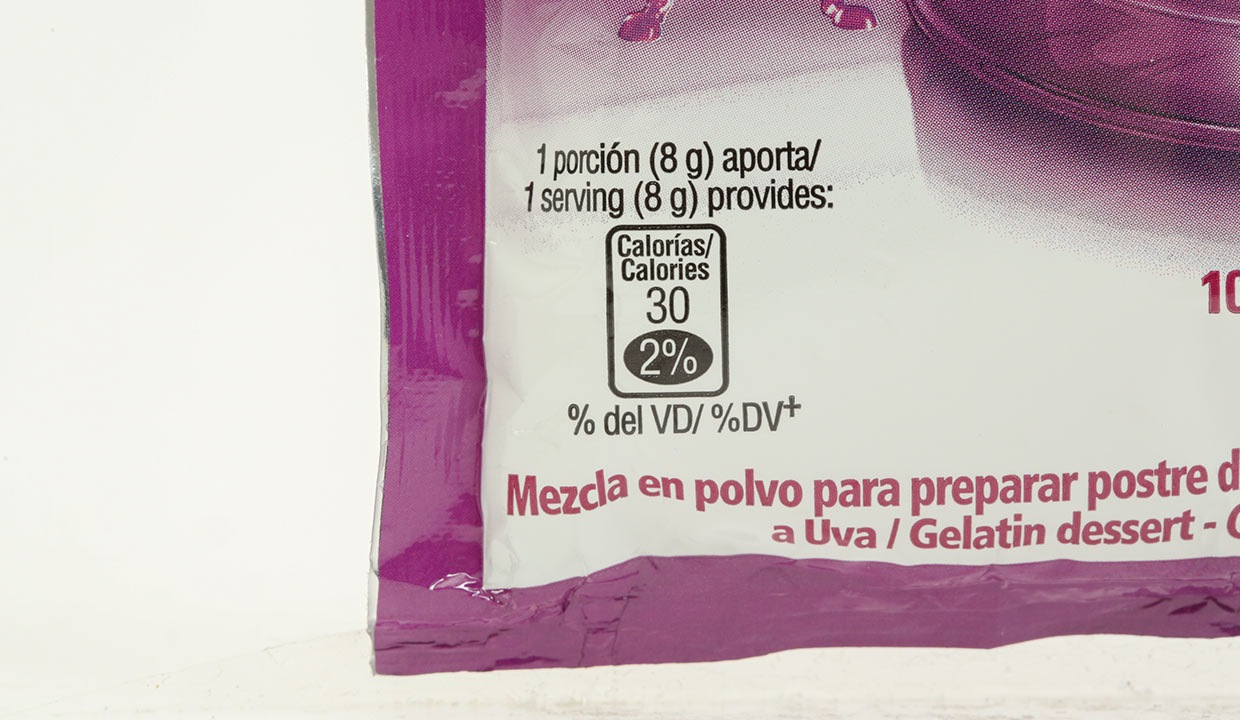 1 porción (8 g) aporta/
1 serving (8 g) provides:
Calorías/
Calories
30
2%
% del VD/ %DV+
10
Mezcla en polvo para preparar postre d
a Uva / Gelatin dessert -